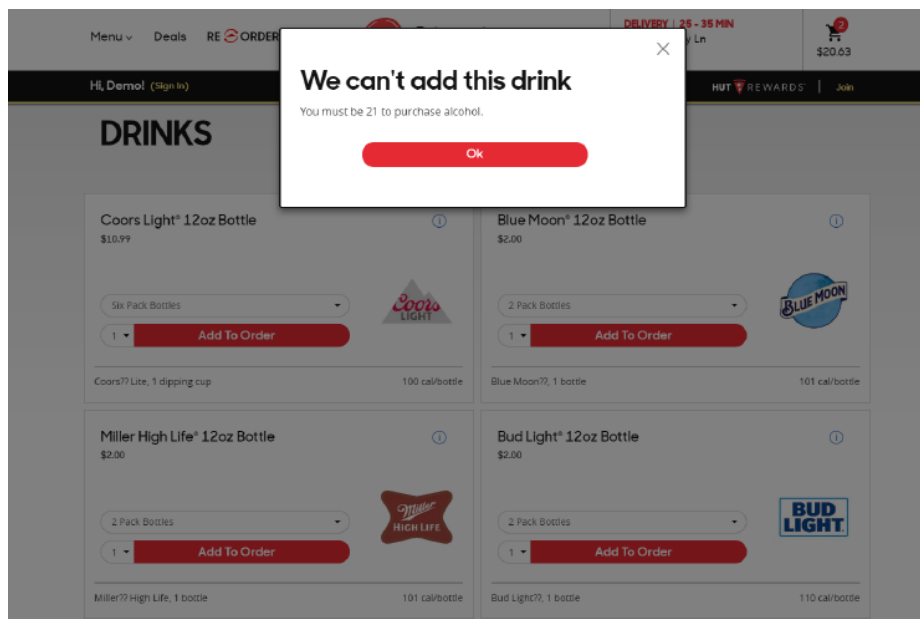 Menu Deals RE ORDER
DELIVERY | 25 - 35 MIN
y Ln
2
$20.63
Hi, Demo! (Sign In)
HUT REWARDS | Join
We can't add this drink
You must be 21 to purchase alcohol.
Ok
DRINKS
Coors Light® 12oz Bottle
$10.99
Six Pack Bottles
Coors
LIGHT
1 Add To Order
Coors?? Lite, 1 dipping cup 100 cal/bottle
Blue Moon® 12oz Bottle
$2.00
2 Pack Bottles
BLUE MOON
1 Add To Order
Blue Moon??, 1 bottle 101 cal/bottle
Miller High Life® 12oz Bottle
$2.00
2 Pack Bottles
Miller
HIGH LIFE
1 Add To Order
Miller?? High Life, 1 bottle 101 cal/bottle
Bud Light® 12oz Bottle
$2.00
2 Pack Bottles
BUD
LIGHT
1 Add To Order
Bud Light??, 1 bottle 110 cal/bottle